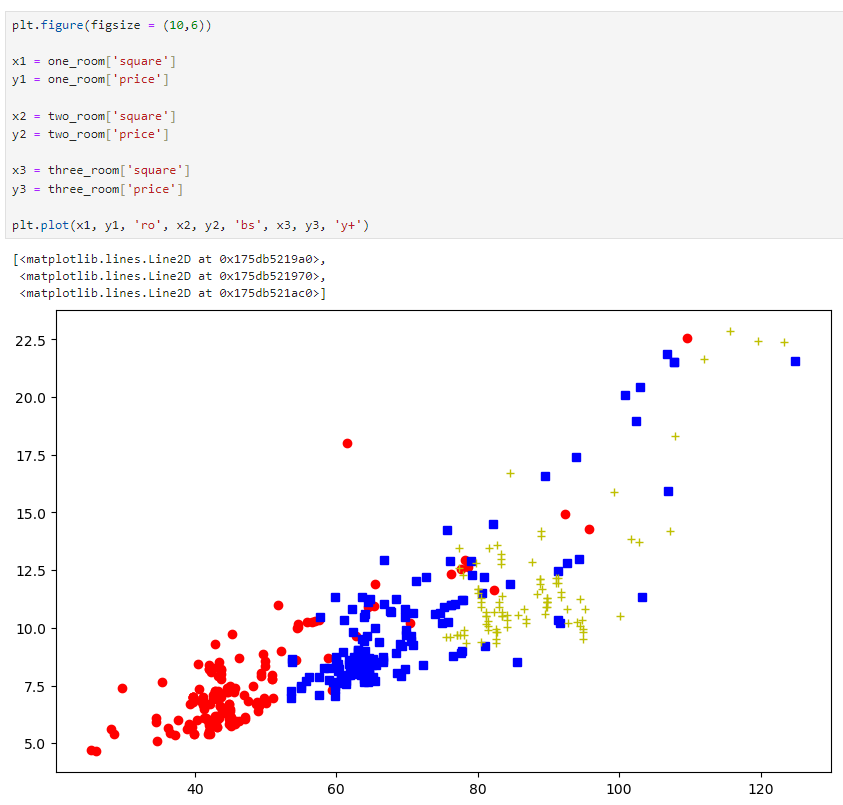 plt.figure(figsize = (10,6))
x1 = one_room['square']
y1 = one_room['price']
x2 = two_room['square']
y2 = two_room['price']
x3 = three_room['square']
y3 = three_room['price']
plt.plot(x1, y1, 'ro', x2, y2, 'bs', x3, y3, 'y+')
[<matplotlib.lines.Line2D at 0x175db5219a0>,
<matplotlib.lines.Line2D at 0x175db521970>,
<matplotlib.lines.Line2D at 0x175db521ac0>]
22.5
20.0
17.5
15.0
12.5
10.0
7.5
5.0
40 60 80 100 120